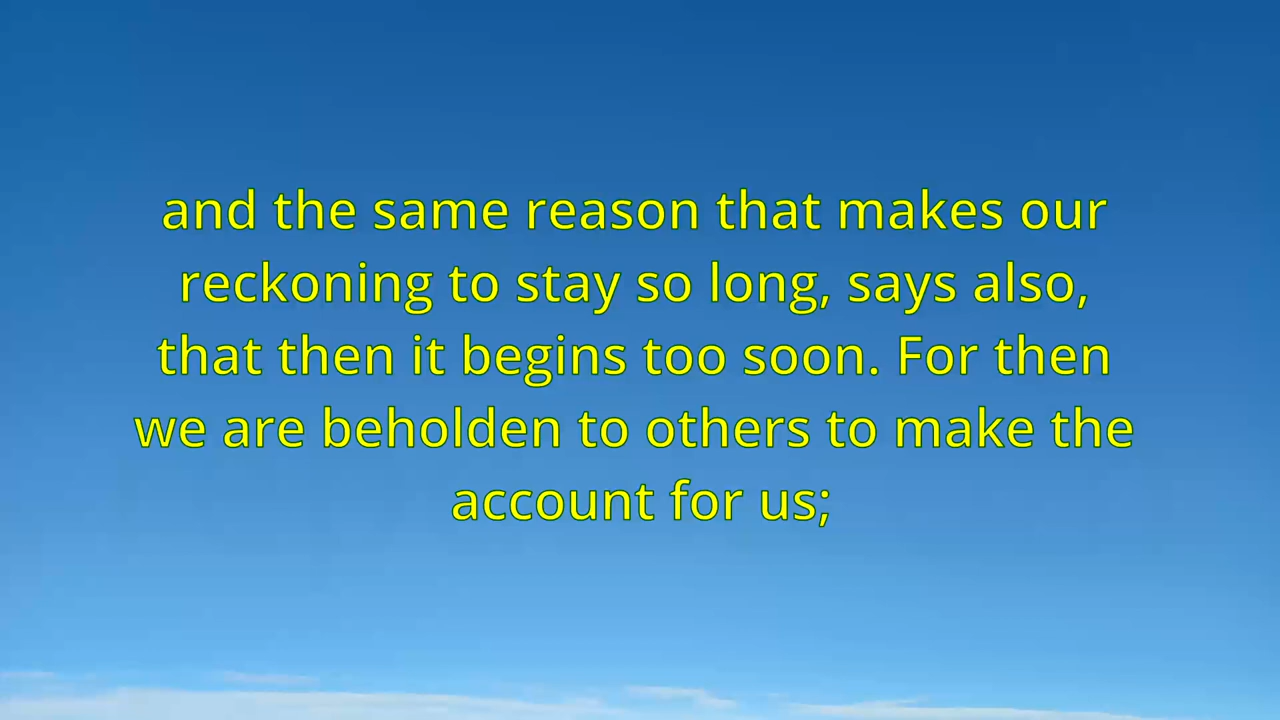 and the same reason that makes our
reckoning to stay so long, says also,
that then it begins too soon. For then
we are beholden to others to make the
account for us;